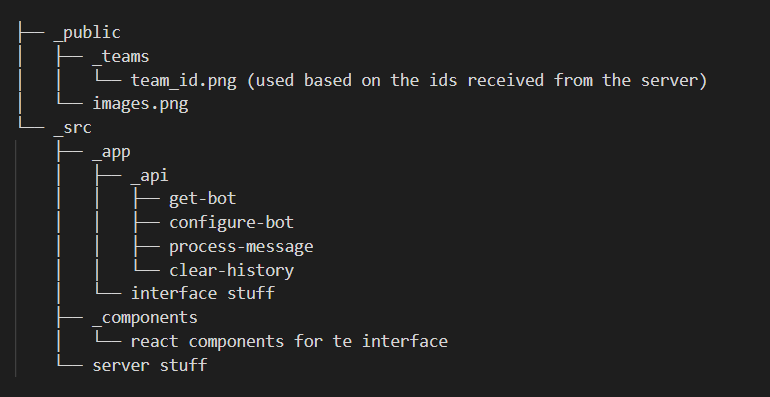 ├── _public
│   ├── _teams
│   │   └── team_id.png (used based on the ids received from the server)
│   └── images.png
└── _src
    ├── _app
    │   ├── _api
    │   │   ├── get-bot
    │   │   ├── configure-bot
    │   │   ├── process-message
    │   │   └── clear-history
    │   └── interface stuff
    ├── _components
    │   └── react components for te interface
    └── server stuff